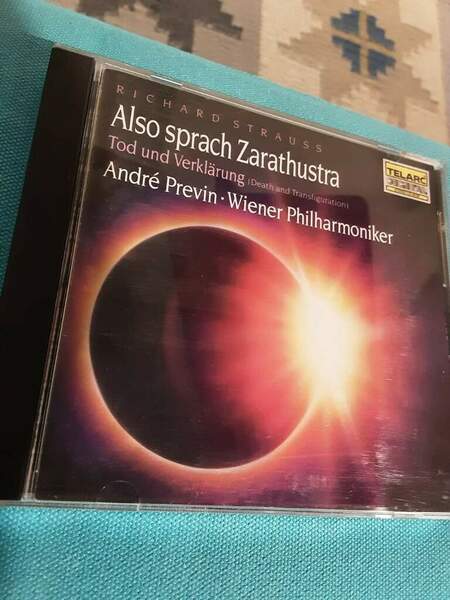 RICHARD STRAUSS
Also sprach Zarathustra
Tod und Verklärung (Death and Transfiguration)
André Previn · Wiener Philharmoniker
TELARC